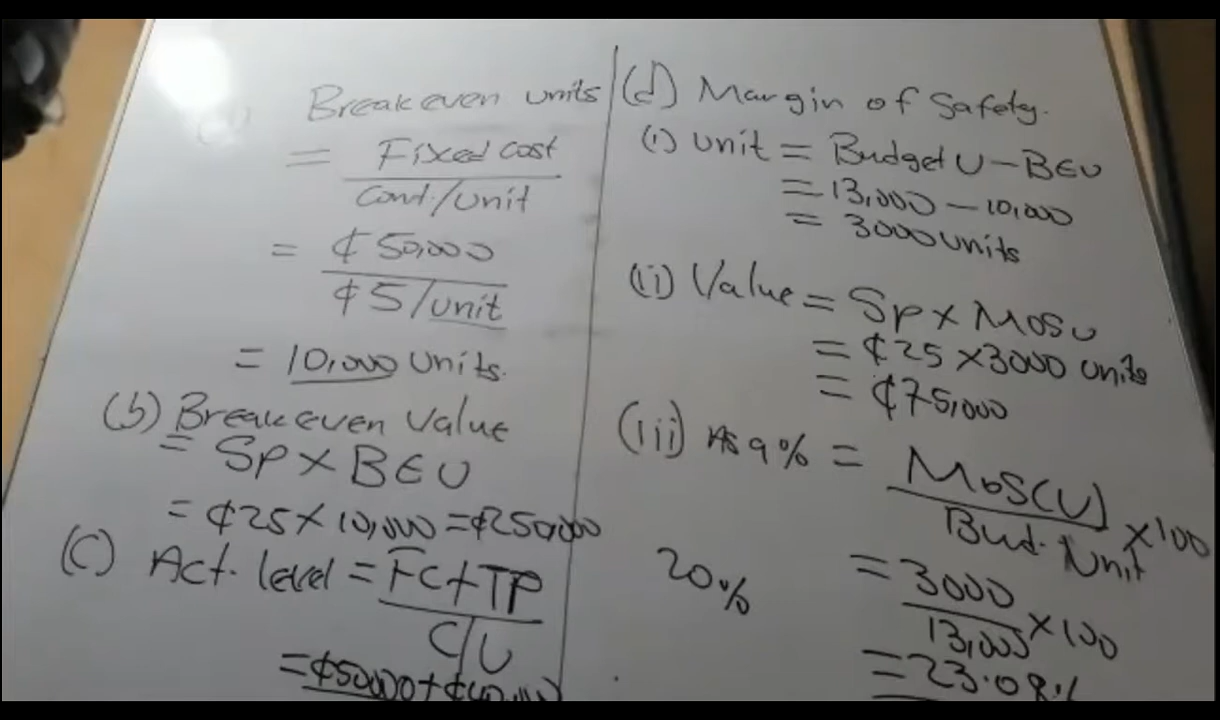 Breakeven units
= Fixed cost
Cont./unit
= ₵50,000
₵5/unit
= 10,000 units.
(b) Breakeven Value
= SP x BEU
= ₵25 x 10,000 = ₵250,000
(c) Act. level = FC + TP
C/U
= ₵50000 + ₵40,000
(d) Margin of Safety.
(i) unit = Budget U - BEU
= 13,000 - 10,000
= 3000 units
(ii) Value = SP x MOSU
= ₵25 x 3000 units
= ₵75,000
(iii) As a % = MoS(U)
Bud. Unit x 100
20%
= 3000
13,000 x 100
= 23.08%